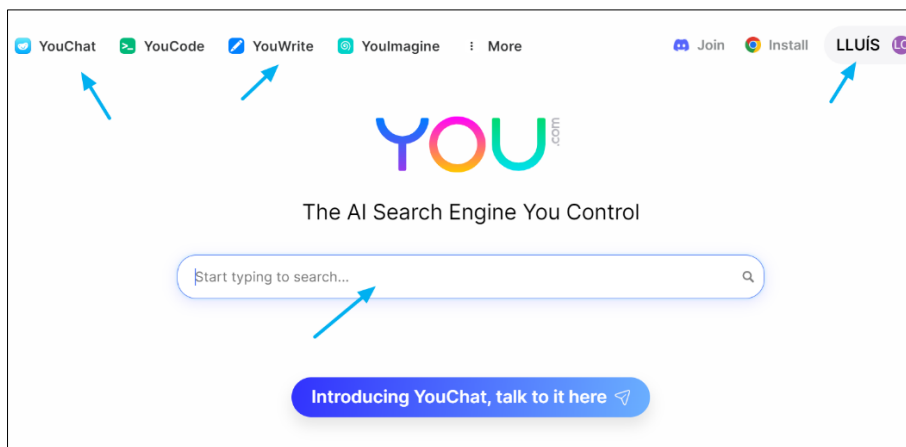 YouChat YouCode YouWrite YouImagine More Join Install LLUÍS LC
YOU.com
The AI Search Engine You Control
Start typing to search...
Introducing YouChat, talk to it here